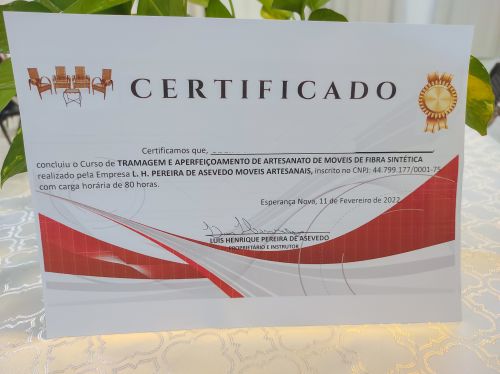 CERTIFICADO
Certificamos que,
concluiu o Curso de TRAMAGEM E APERFEIÇOAMENTO DE ARTESANATO DE MOVEIS DE FIBRA SINTÉTICA
realizado pela Empresa L. H. PEREIRA DE ASEVEDO MOVEIS ARTESANAIS, inscrito no CNPJ: 44.799.177/0001-75
com carga horária de 80 horas.
Esperança Nova, 11 de Fevereiro de 2022
LUIS HENRIQUE PEREIRA DE ASEVEDO
PROPRIETÁRIO E INSTRUTOR